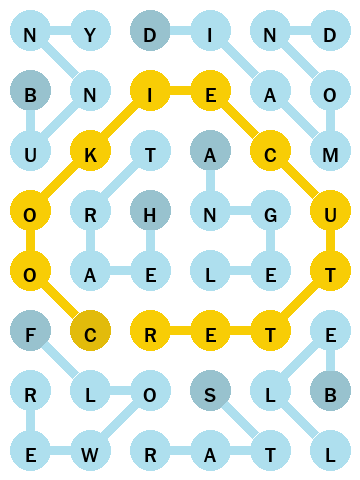 N Y D I N D
B N I E A O
U K T A C M
O R H N G U
O A E L E T
F C R E T E
R L O S L B
E W R A T L